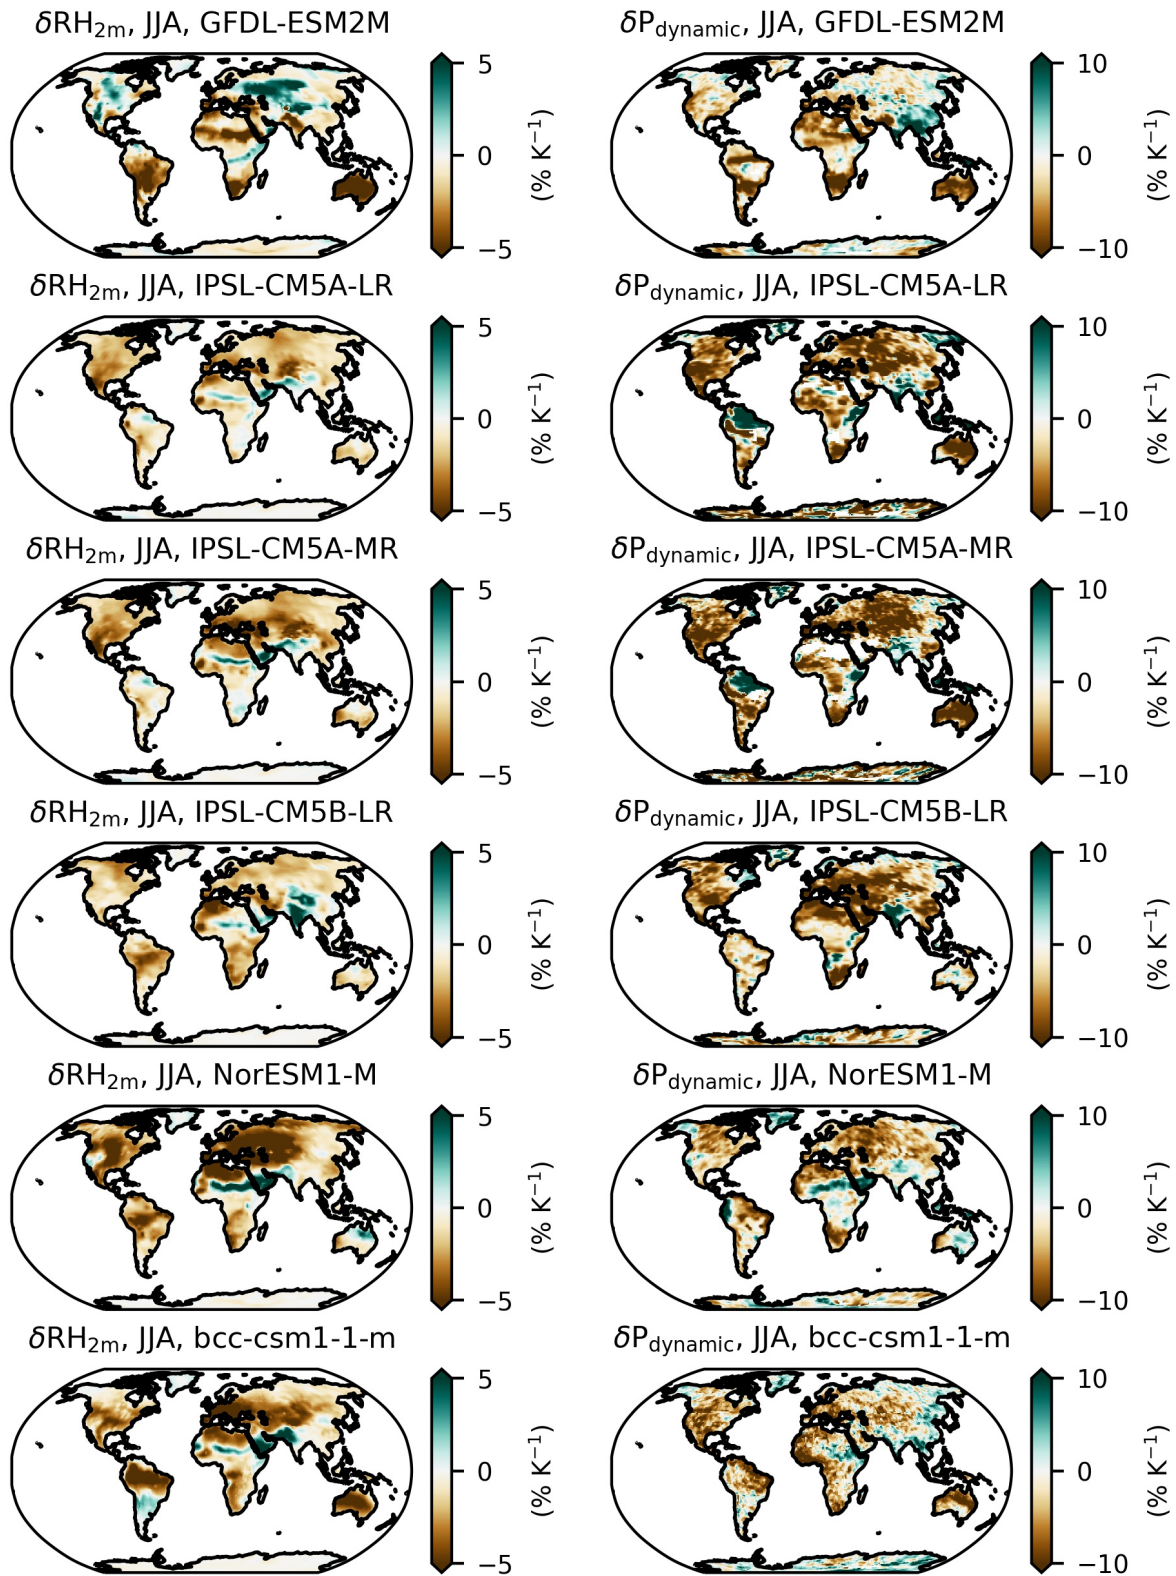 δRH2m, JJA, GFDL-ESM2M
5
0
−5
(% K−1)
δPdynamic, JJA, GFDL-ESM2M
10
0
−10
(% K−1)
δRH2m, JJA, IPSL-CM5A-LR
5
0
−5
(% K−1)
δPdynamic, JJA, IPSL-CM5A-LR
10
0
−10
(% K−1)
δRH2m, JJA, IPSL-CM5A-MR
5
0
−5
(% K−1)
δPdynamic, JJA, IPSL-CM5A-MR
10
0
−10
(% K−1)
δRH2m, JJA, IPSL-CM5B-LR
5
0
−5
(% K−1)
δPdynamic, JJA, IPSL-CM5B-LR
10
0
−10
(% K−1)
δRH2m, JJA, NorESM1-M
5
0
−5
(% K−1)
δPdynamic, JJA, NorESM1-M
10
0
−10
(% K−1)
δRH2m, JJA, bcc-csm1-1-m
5
0
−5
(% K−1)
δPdynamic, JJA, bcc-csm1-1-m
10
0
−10
(% K−1)